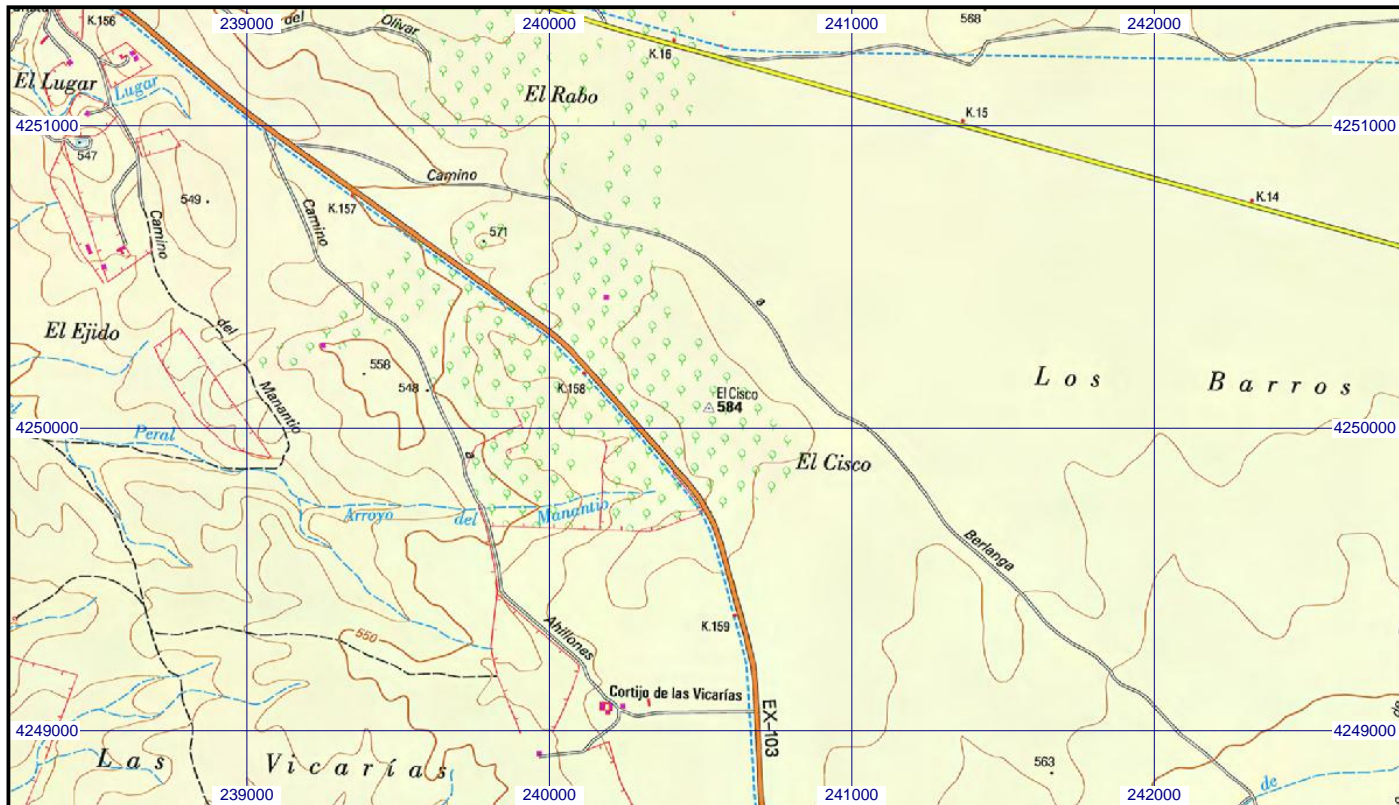 K.156
239000
del
Olivar
240000
241000
568
242000
K.16
El Lugar
Lugar
El Rabo
K.15
4251000
4251000
547
Camino
K.14
549
K.157
Camino
Camino
571
a
El Ejido
del
558
548
K.158
Manantio
El Cisco
584
Los Barros
4250000
Peral
4250000
a
El Cisco
Arroyo del Manantio
Berlanga
550
Ahillones
K.159
Cortijo de las Vicarías
EX-103
4249000
4249000
Las Vicarías
563
de
239000
240000
241000
242000